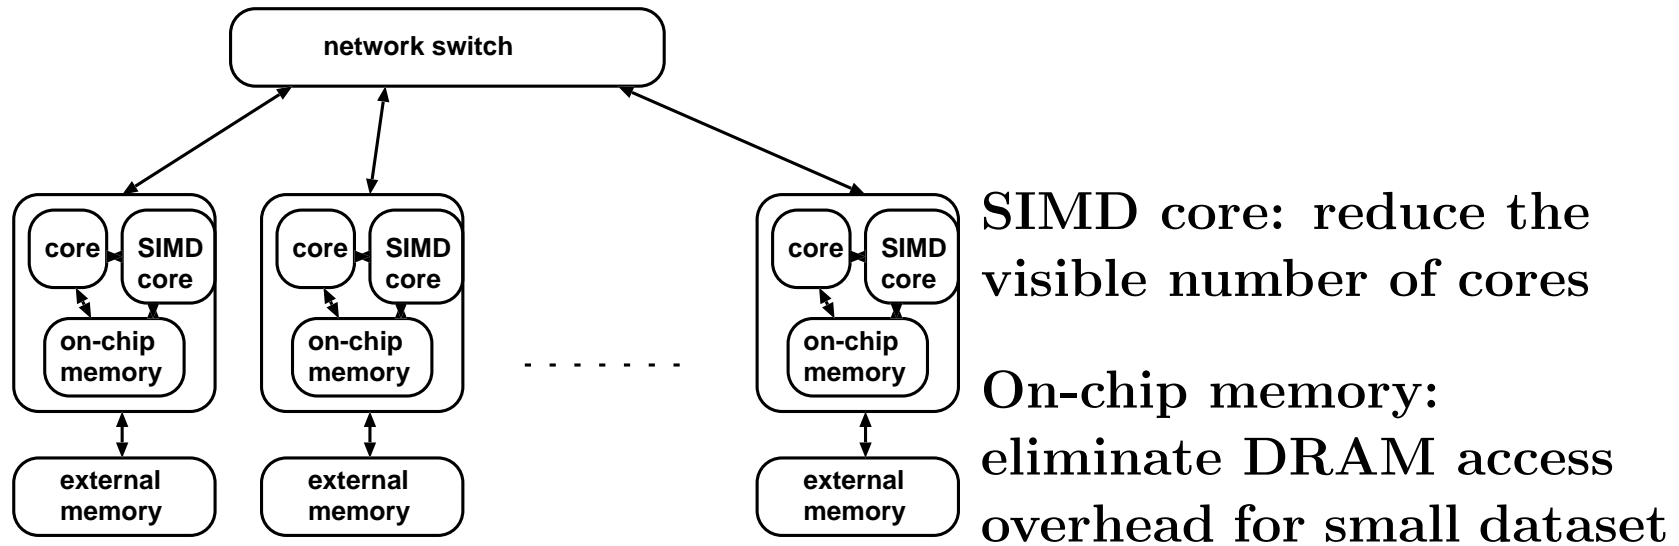 network switch
core
SIMD
core
on-chip
memory
external
memory
core
SIMD
core
on-chip
memory
external
memory
. . . . . . .
core
SIMD
core
on-chip
memory
external
memory
SIMD core: reduce the
visible number of cores
On-chip memory:
eliminate DRAM access
overhead for small dataset